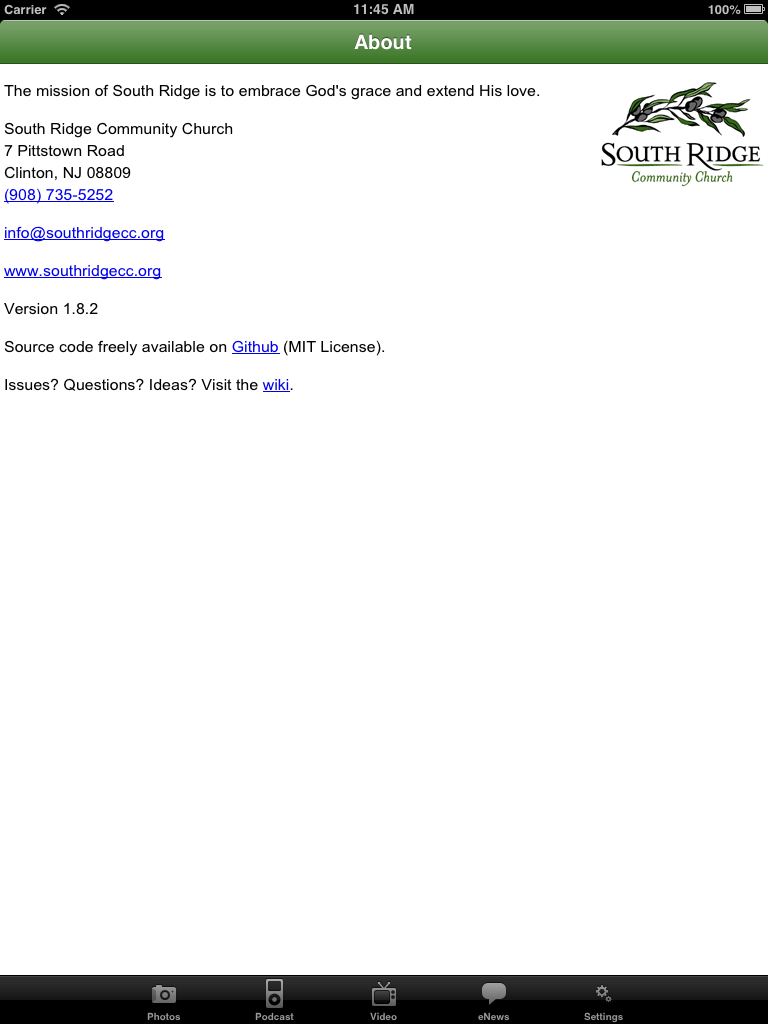 Carrier 11:45 AM 100%
About
The mission of South Ridge is to embrace God's grace and extend His love.
SOUTH RIDGE
Community Church
South Ridge Community Church
7 Pittstown Road
Clinton, NJ 08809
(908) 735-5252
info@southridgecc.org
www.southridgecc.org
Version 1.8.2
Source code freely available on Github (MIT License).
Issues? Questions? Ideas? Visit the wiki.
Photos Podcast Video eNews Settings